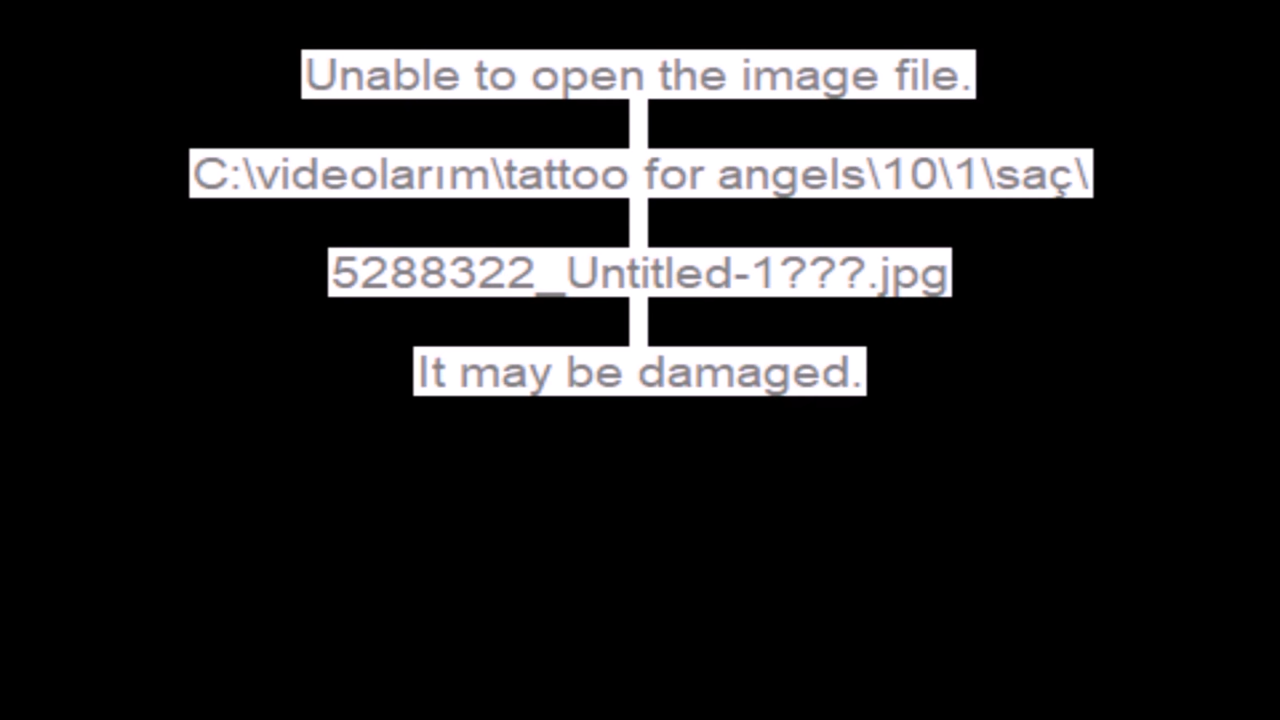 Unable to open the image file.
C:\videolarım\tattoo for angels\10\1\saç\
5288322_Untitled-1???.jpg
It may be damaged.